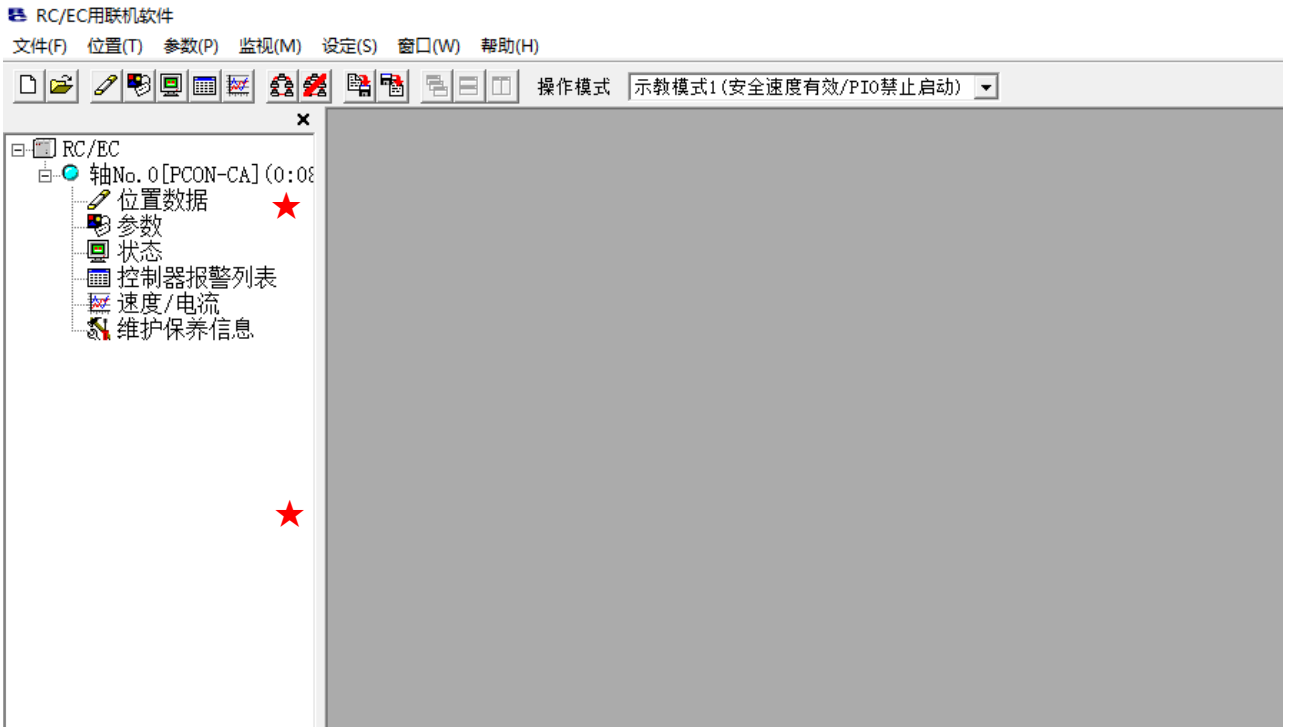 RC/EC用联机软件
文件(F) 位置(T) 参数(P) 监视(M) 设定(S) 窗口(W) 帮助(H)
操作模式 示教模式1(安全速度有效/PIO禁止启动)
RC/EC
轴No.0[PCON-CA](0:08
位置数据
参数
状态
控制器报警列表
速度/电流
维护保养信息